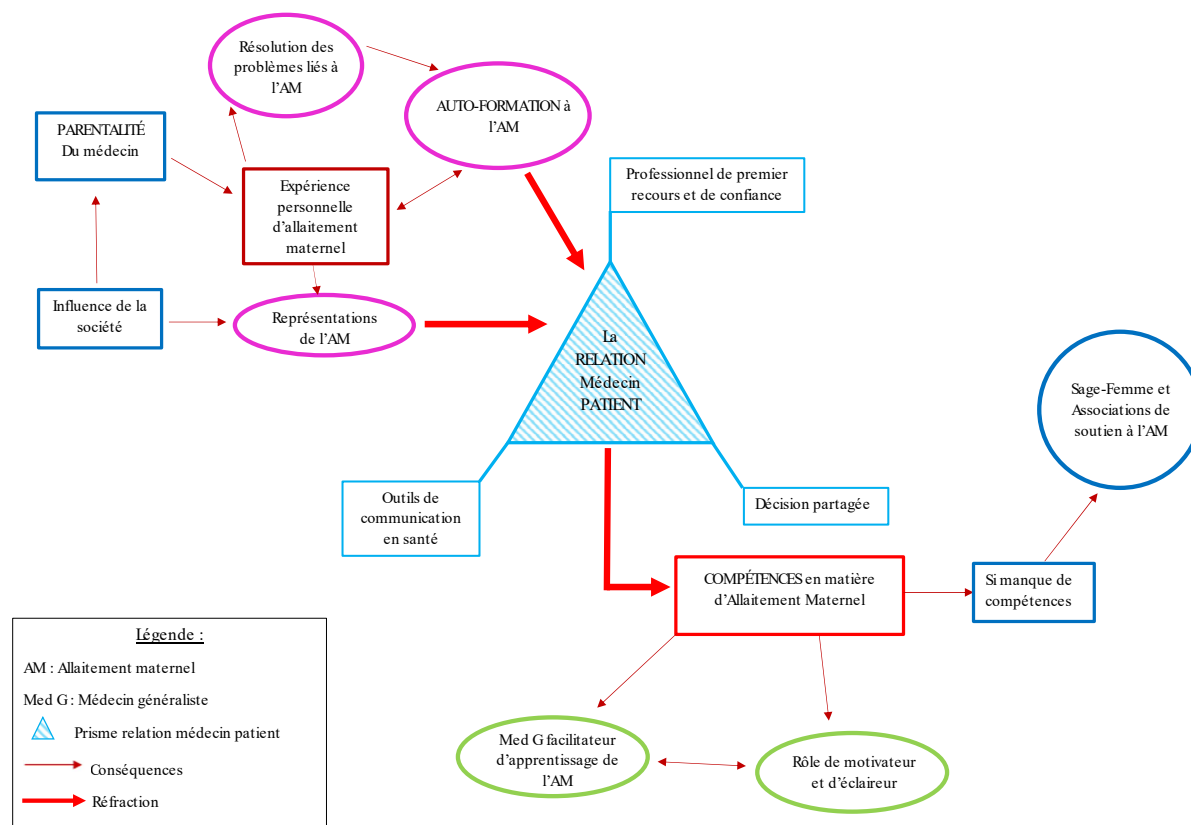 Résolution des
problèmes liés à
l'AM
AUTO-FORMATION à
l'AM
PARENTALITÉ
Du médecin
Expérience
personnelle
d'allaitement
maternel
Professionnel de premier
recours et de confiance
Influence de la
société
Représentations
de l'AM
La
RELATION
Médecin
PATIENT
Sage-Femme et
Associations de
soutien à l'AM
Outils de
communication
en santé
Décision partagée
COMPÉTENCES en matière
d'Allaitement Maternel
Si manque de
compétences
Légende :
AM : Allaitement maternel
Med G : Médecin généraliste
Prisme relation médecin patient
Conséquences
Réfraction
Med G facilitateur
d'apprentissage de
l'AM
Rôle de motivateur
et d'éclaireur